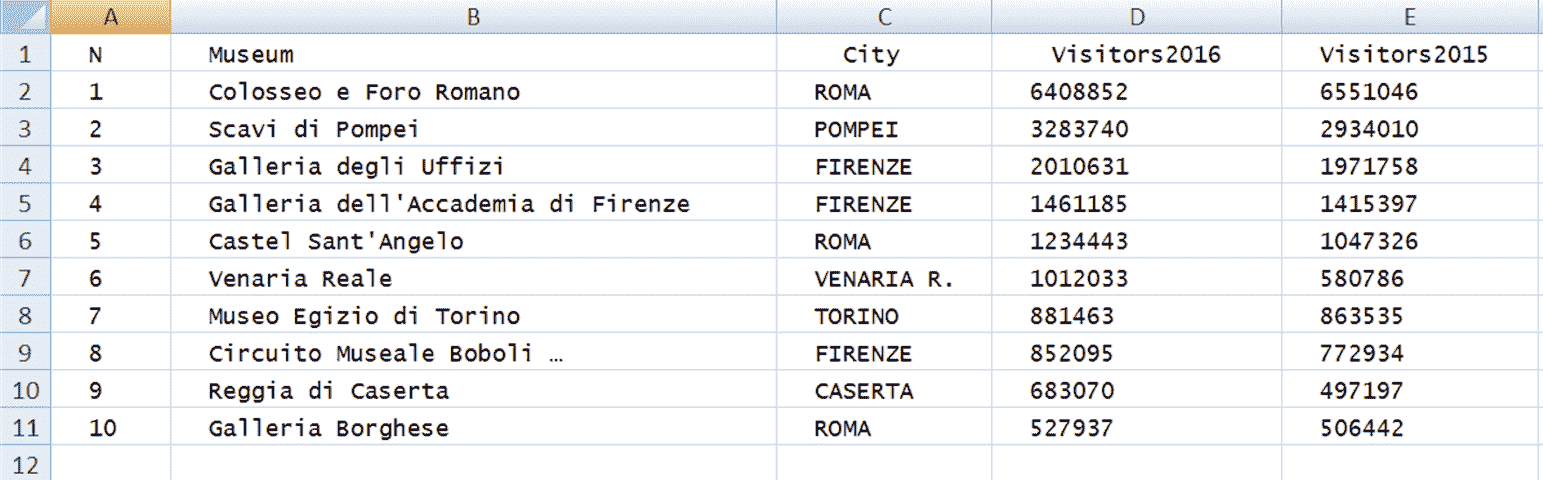 A B C D E
1 N Museum City Visitors2016 Visitors2015
2 1 Colosseo e Foro Romano ROMA 6408852 6551046
3 2 Scavi di Pompei POMPEI 3283740 2934010
4 3 Galleria degli Uffizi FIRENZE 2010631 1971758
5 4 Galleria dell'Accademia di Firenze FIRENZE 1461185 1415397
6 5 Castel Sant'Angelo ROMA 1234443 1047326
7 6 Venaria Reale VENARIA R. 1012033 580786
8 7 Museo Egizio di Torino TORINO 881463 863535
9 8 Circuito Museale Boboli … FIRENZE 852095 772934
10 9 Reggia di Caserta CASERTA 683070 497197
11 10 Galleria Borghese ROMA 527937 506442
12